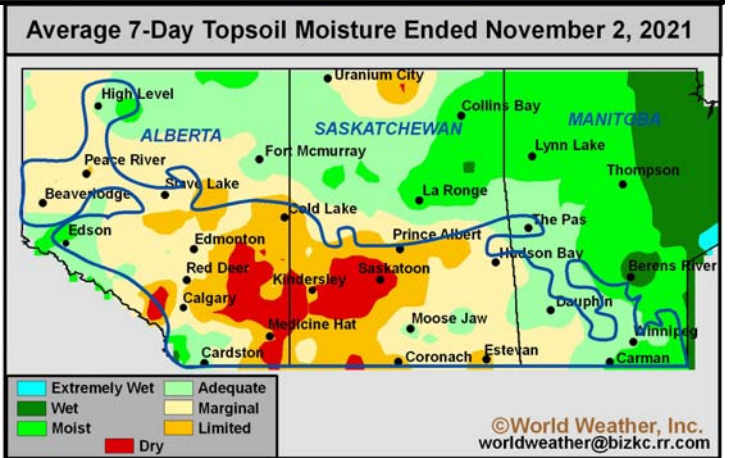 Average 7-Day Topsoil Moisture Ended November 2, 2021
Uranium City
High Level
Collins Bay
ALBERTA
SASKATCHEWAN
MANITOBA
Fort Mcmurray
Lynn Lake
Peace River
Thompson
Beaverlodge
Slave Lake
La Ronge
Cold Lake
The Pas
Edson
Edmonton
Prince Albert
Hudson Bay
Red Deer
Kindersley
Saskatoon
Berens River
Calgary
Dauphin
Medicine Hat
Moose Jaw
Winnipeg
Cardston
Coronach
Estevan
Carman
Extremely Wet
Adequate
Wet
Marginal
Moist
Limited
Dry
©World Weather, Inc.
worldweather@bizkc.rr.com